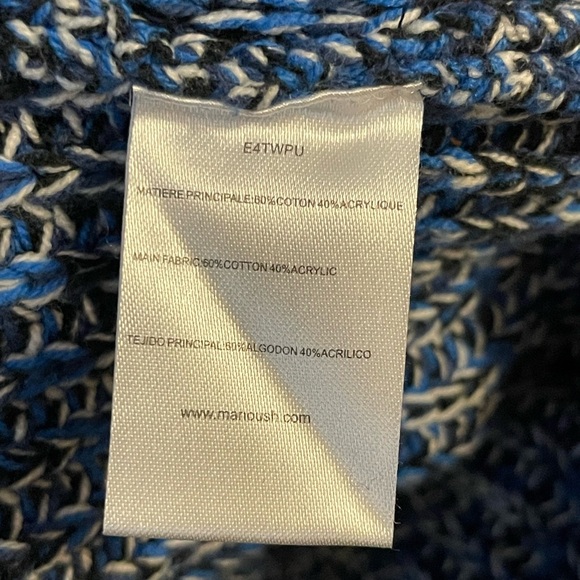 E4TWPU
MATIERE PRINCIPALE:60%COTON 40%ACRYLIQUE
MAIN FABRIC:60%COTTON 40%ACRYLIC
TEJIDO PRINCIPAL:60%ALGODON 40%ACRILICO
www.manoush.com